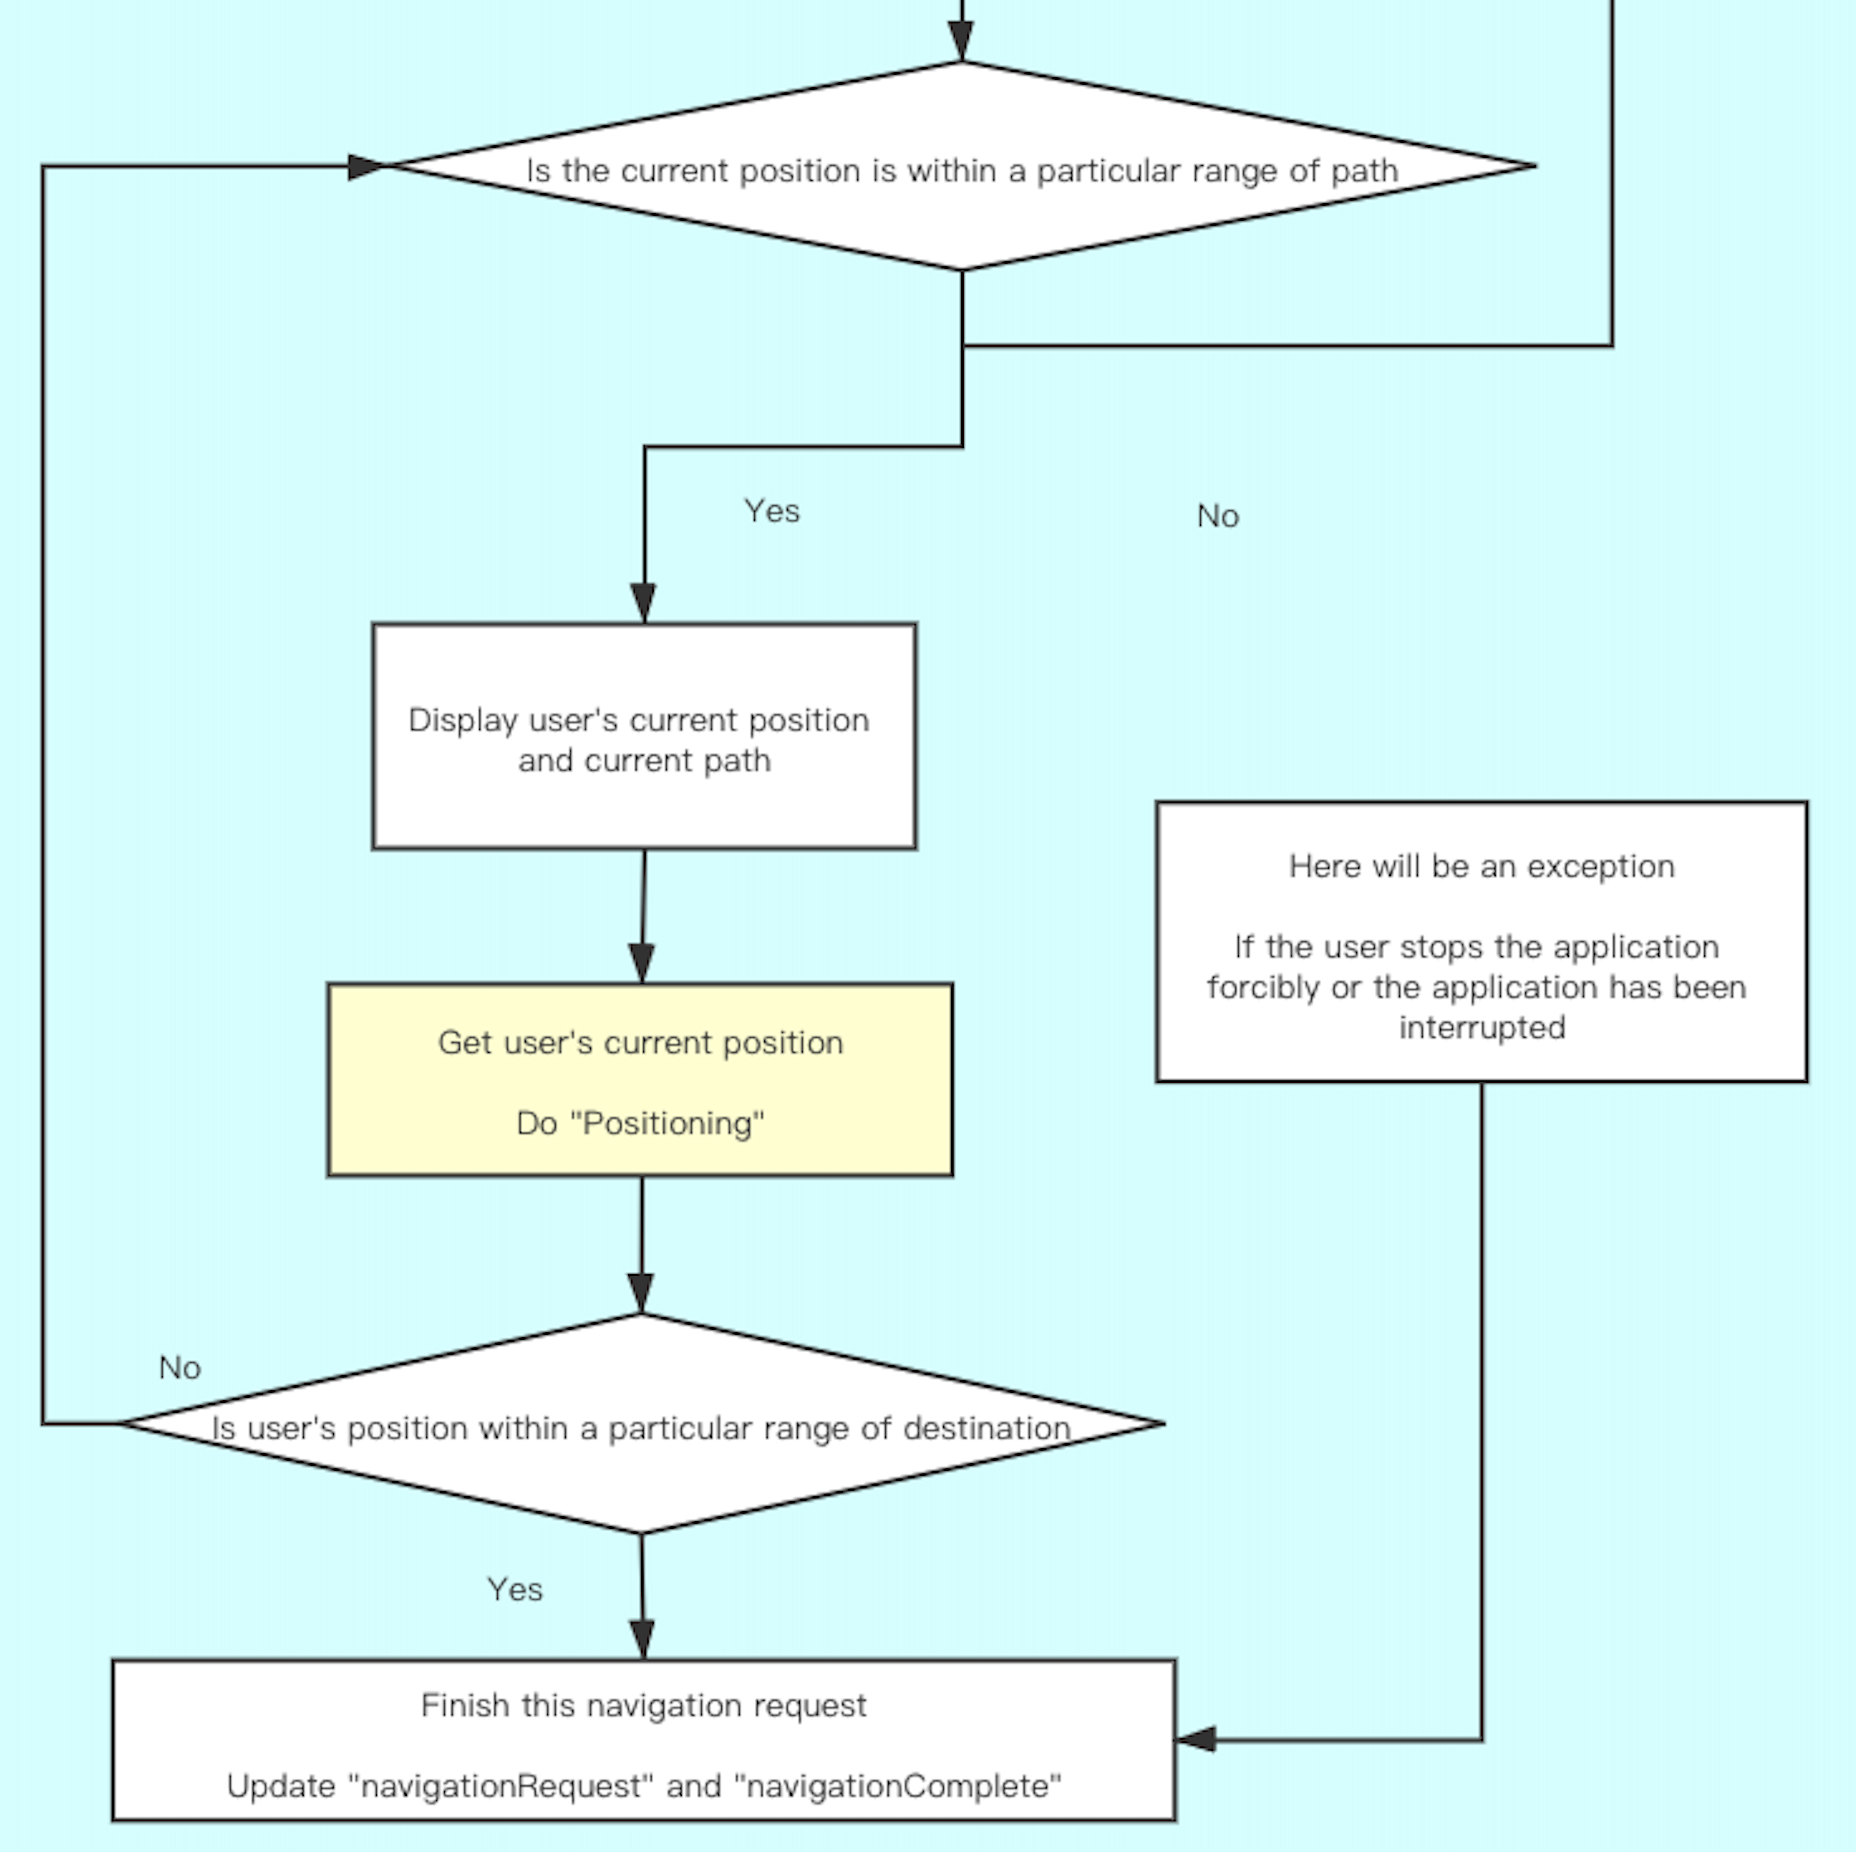 Is the current position is within a particular range of path
Yes
No
Display user's current position
and current path
Here will be an exception
If the user stops the application
forcibly or the application has been
interrupted
Get user's current position
Do "Positioning"
No
Is user's position within a particular range of destination
Yes
Finish this navigation request
Update "navigationRequest" and "navigationComplete"